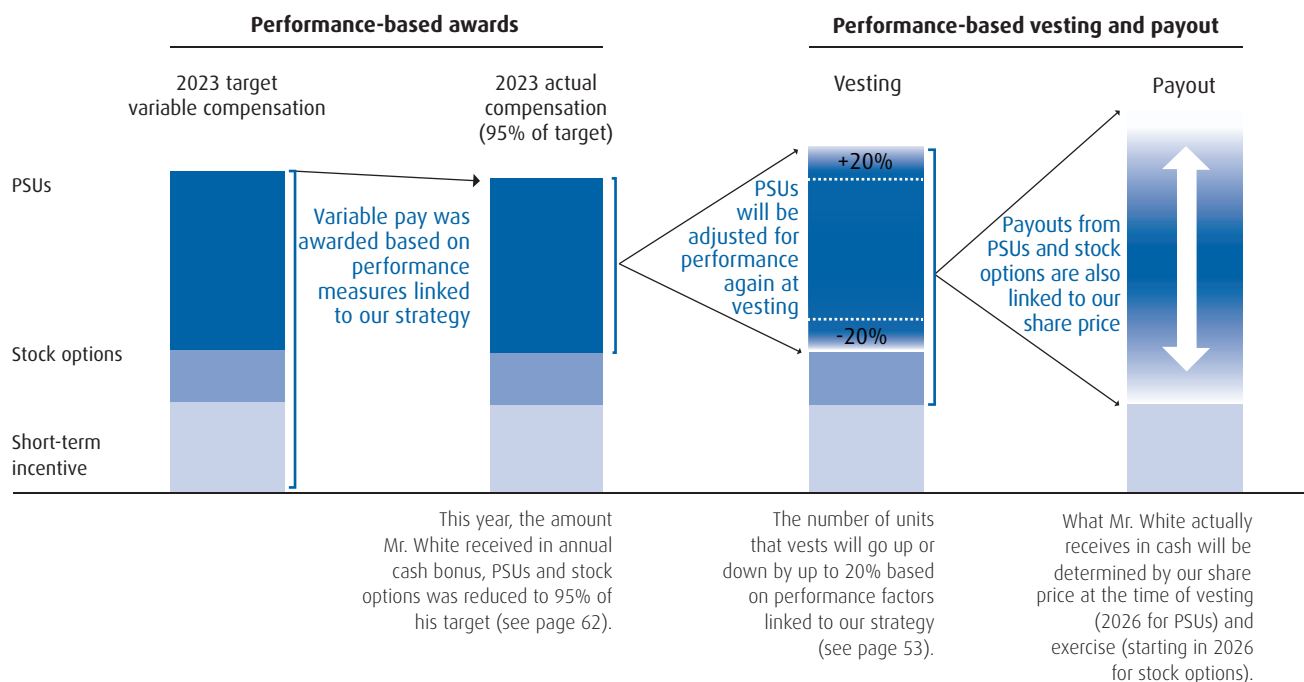 Performance-based awards
Performance-based vesting and payout
2023 target
variable compensation
2023 actual
compensation
(95% of target)
Vesting
Payout
PSUs
Stock options
Short-term
incentive
Variable pay was
awarded based on
performance
measures linked
to our strategy
PSUs
will be
adjusted for
performance
again at
vesting
+20%
-20%
Payouts from
PSUs and stock
options are also
linked to our
share price
This year, the amount
Mr. White received in annual
cash bonus, PSUs and stock
options was reduced to 95% of
his target (see page 62).
The number of units
that vests will go up or
down by up to 20% based
on performance factors
linked to our strategy
(see page 53).
What Mr. White actually
receives in cash will be
determined by our share
price at the time of vesting
(2026 for PSUs) and
exercise (starting in 2026
for stock options).